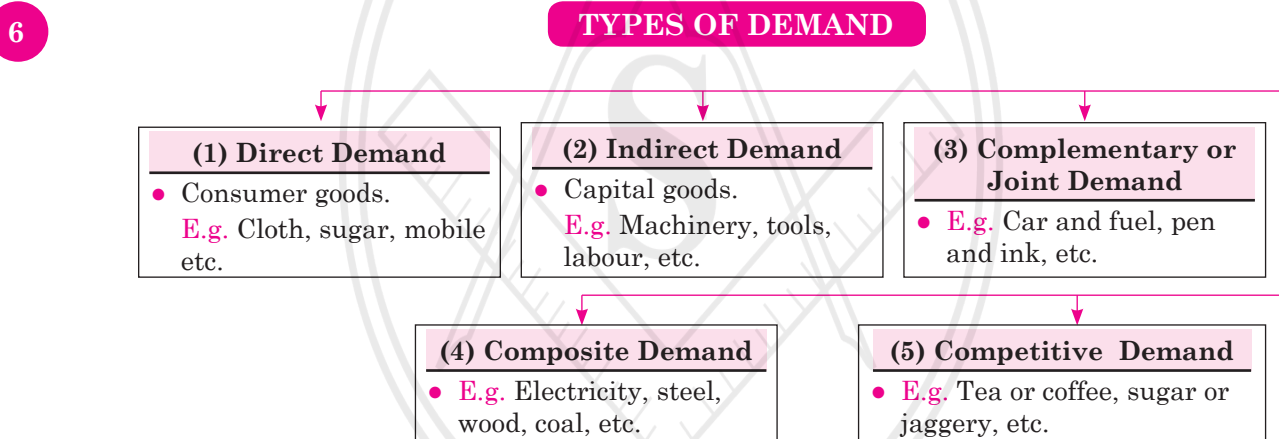 6
TYPES OF DEMAND
(1) Direct Demand
● Consumer goods.
E.g. Cloth, sugar, mobile
etc.
(2) Indirect Demand
● Capital goods.
E.g. Machinery, tools,
labour, etc.
(3) Complementary or
Joint Demand
● E.g. Car and fuel, pen
and ink, etc.
(4) Composite Demand
● E.g. Electricity, steel,
wood, coal, etc.
(5) Competitive Demand
● E.g. Tea or coffee, sugar or
jaggery, etc.
S